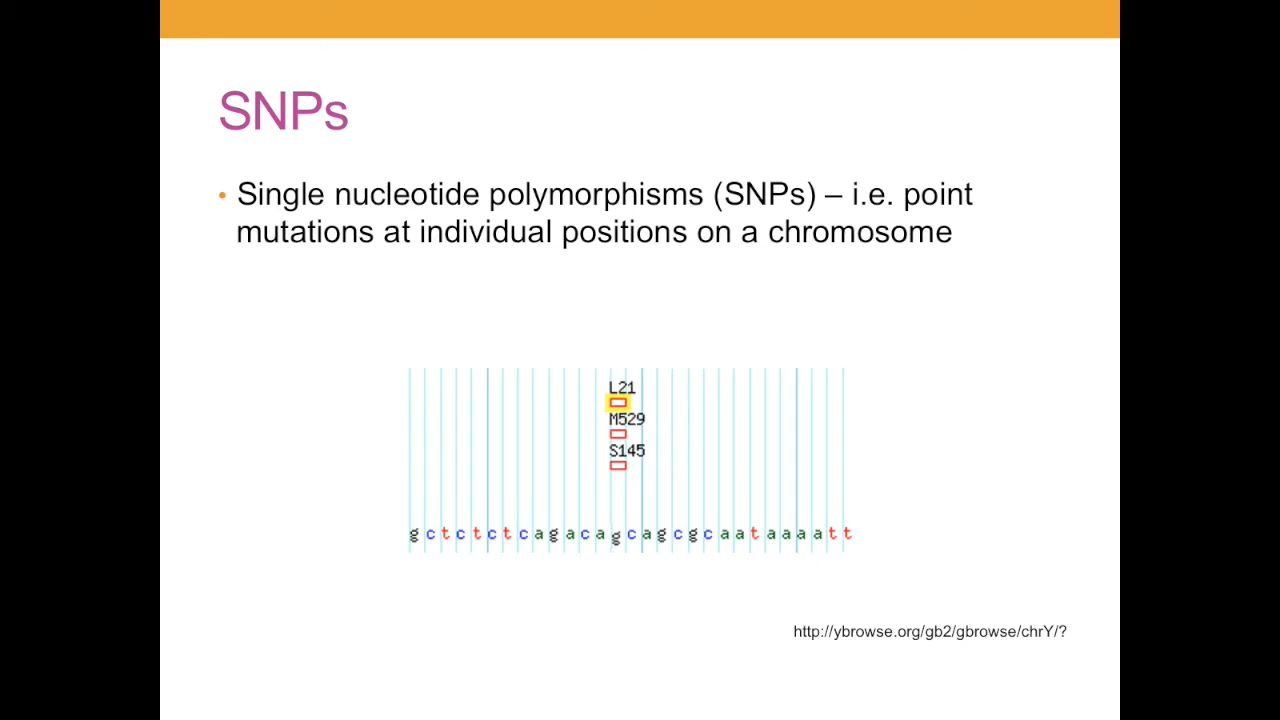 SNPs
• Single nucleotide polymorphisms (SNPs) – i.e. point
mutations at individual positions on a chromosome
L21
M529
S145
gctctctcagacagcagcgcaataaaatt
http://ybrowse.org/gb2/gbrowse/chrY/?